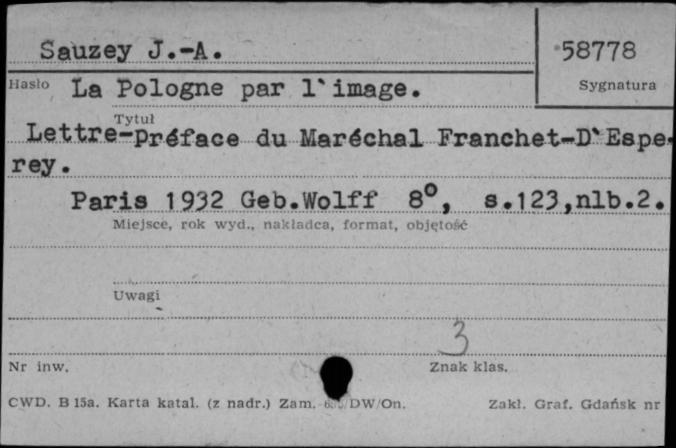 Sauzey J.-A.
58778
Hasło La Pologne par l`image.
Sygnatura
Tytuł
Lettre-préface du Maréchal Franchet-D`Espe-
rey.
Paris 1932 Geb.Wolff 8°, s.123,nlb.2.
Miejsce, rok wyd., nakładca, format, objętość
Uwagi
3
Nr inw.
Znak klas.
CWD. B 15a. Karta katal. (z nadr.) Zam. /DW/On.
Zakł. Graf. Gdańsk nr